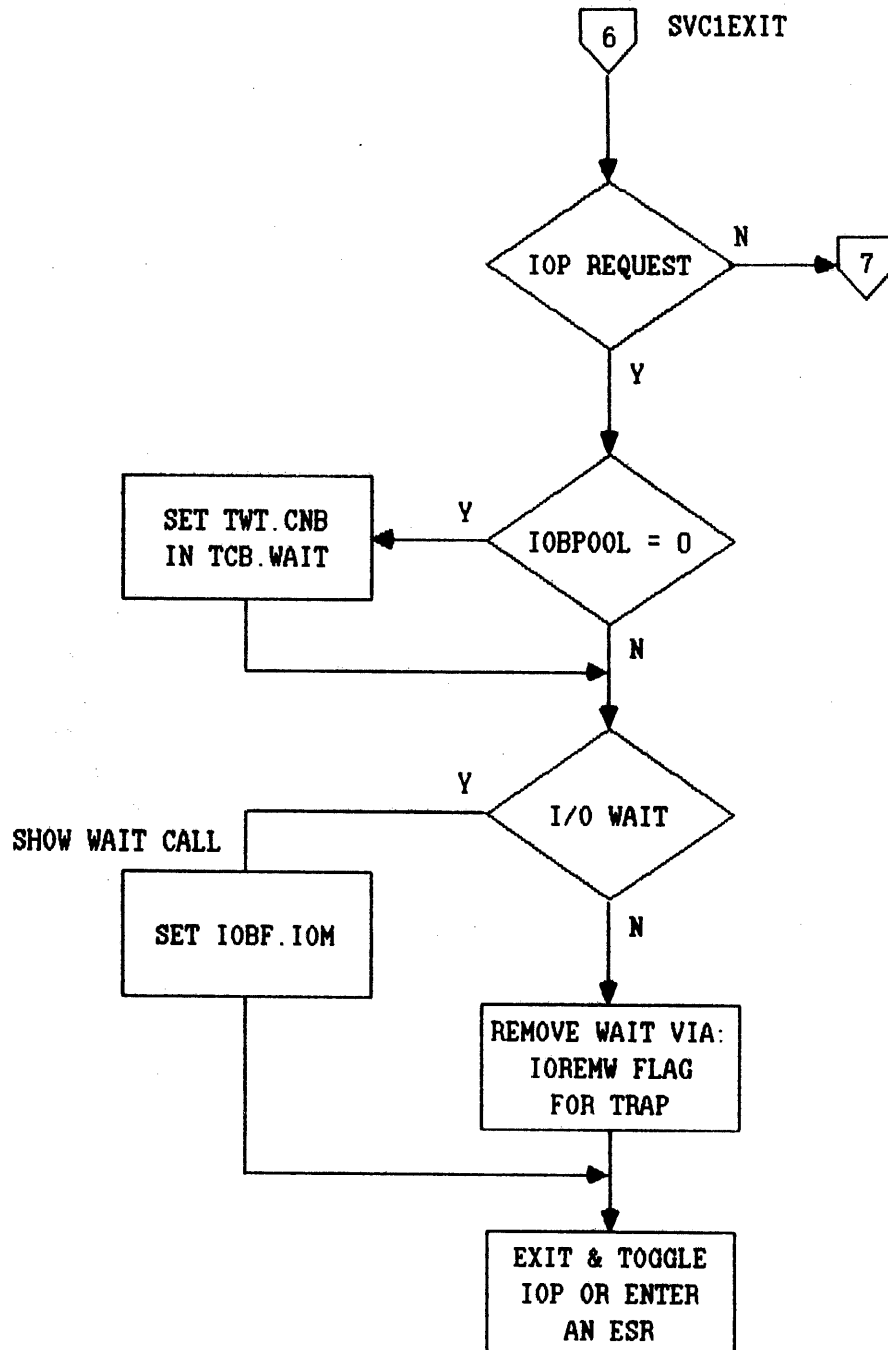 6 SVC1EXIT
IOP REQUEST
N
7
Y
SET TWT.CNB
IN TCB.WAIT
Y
IOBPOOL = 0
N
Y
I/O WAIT
SHOW WAIT CALL
SET IOBF.IOM
N
REMOVE WAIT VIA:
IOREMW FLAG
FOR TRAP
EXIT & TOGGLE
IOP OR ENTER
AN ESR